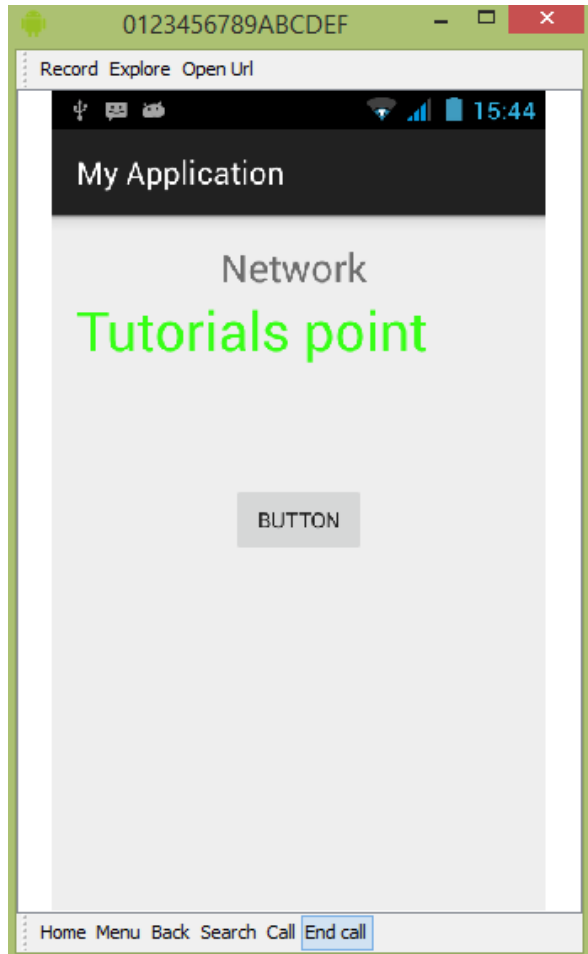 0123456789ABCDEF
Record Explore Open Url
15:44
My Application
Network
Tutorials point
BUTTON
Home Menu Back Search Call End call